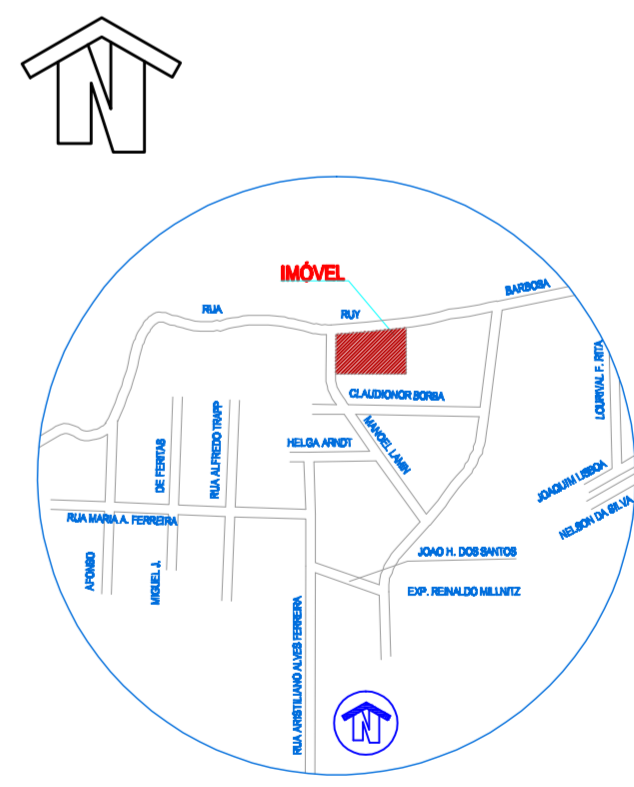 N
IMÓVEL
BARBOSA
RUA
RUY
CLAUDIONOR BORBA
LOURIVAL F. RITA
MANOEL LAMIN
HELGA ARNDT
RUA ALFREDO TRAPP
DE FERITAS
JOAQUIM LISBOA
NELSON DA SILVA
RUA MARIA A. FERREIRA
JOAO H. DOS SANTOS
AFONSO
MIGUEL J.
EXP. REINALDO MILLNITZ
RUA ARISTILIANO ALVES FERREIRA
N